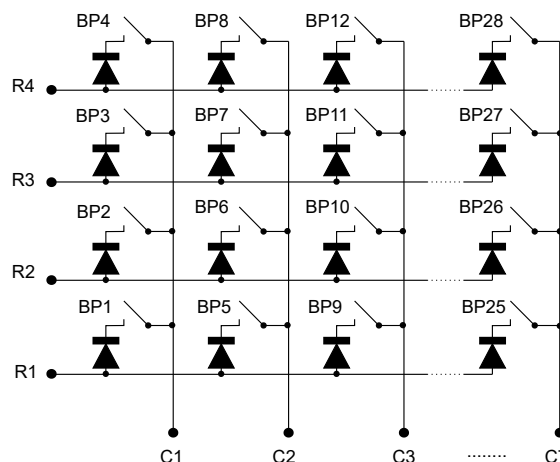 BP4 BP8 BP12 BP28
R4
BP3 BP7 BP11 BP27
R3
BP2 BP6 BP10 BP26
R2
BP1 BP5 BP9 BP25
R1
C1 C2 C3 ........